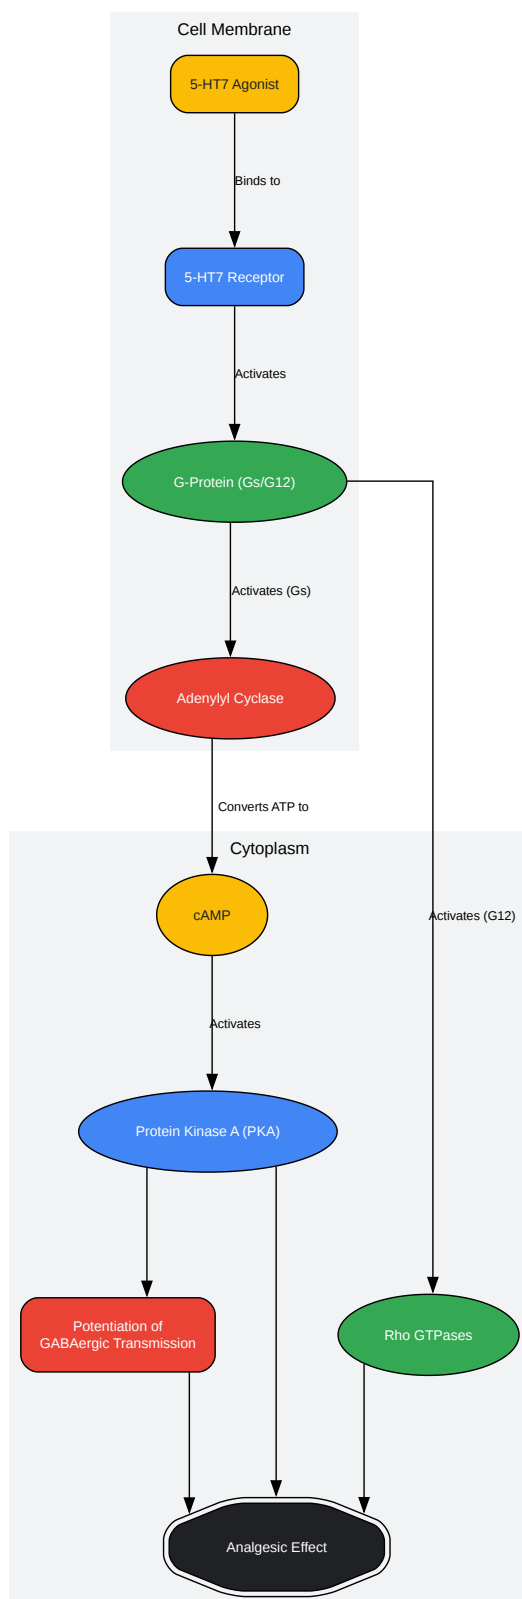 Cell Membrane
5-HT7 Agonist
Binds to
5-HT7 Receptor
Activates
G-Protein (Gs/G12)
Activates (Gs)
Adenylyl Cyclase
Converts ATP to
Cytoplasm
cAMP
Activates (G12)
Activates
Protein Kinase A (PKA)
Potentiation of
GABAergic Transmission
Rho GTPases
Analgesic Effect